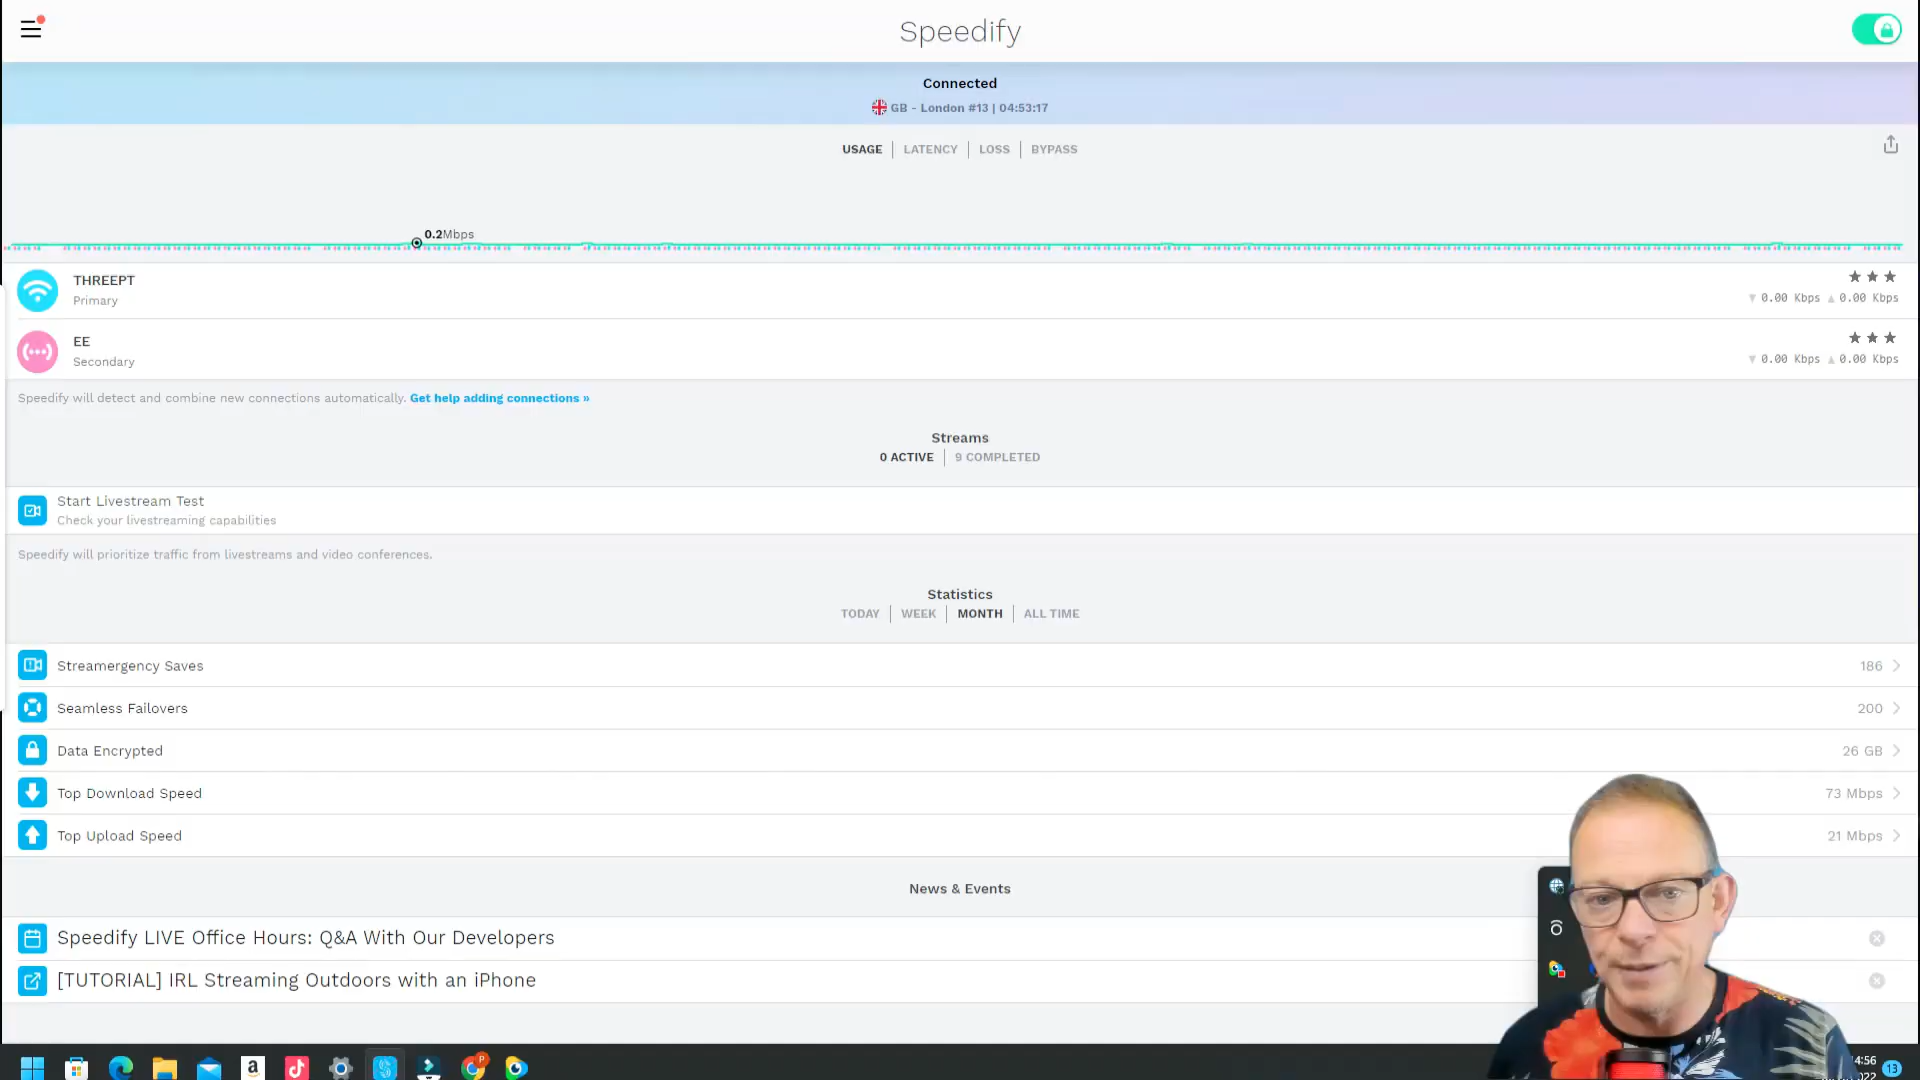 Speedify
Connected
GB - London #13 | 04:53:17
USAGE | LATENCY | LOSS | BYPASS
0.2Mbps
THREEPT
Primary
▼ 0.00 Kbps ▲ 0.00 Kbps
EE
Secondary
▼ 0.00 Kbps ▲ 0.00 Kbps
Speedify will detect and combine new connections automatically. Get help adding connections »
Streams
0 ACTIVE | 9 COMPLETED
Start Livestream Test
Check your livestreaming capabilities
Speedify will prioritize traffic from livestreams and video conferences.
Statistics
TODAY | WEEK | MONTH | ALL TIME
Streamergency Saves 186
Seamless Failovers 200
Data Encrypted 26 GB
Top Download Speed 73 Mbps
Top Upload Speed 21 Mbps
News & Events
Speedify LIVE Office Hours: Q&A With Our Developers
[TUTORIAL] IRL Streaming Outdoors with an iPhone
a
P
4:56
13